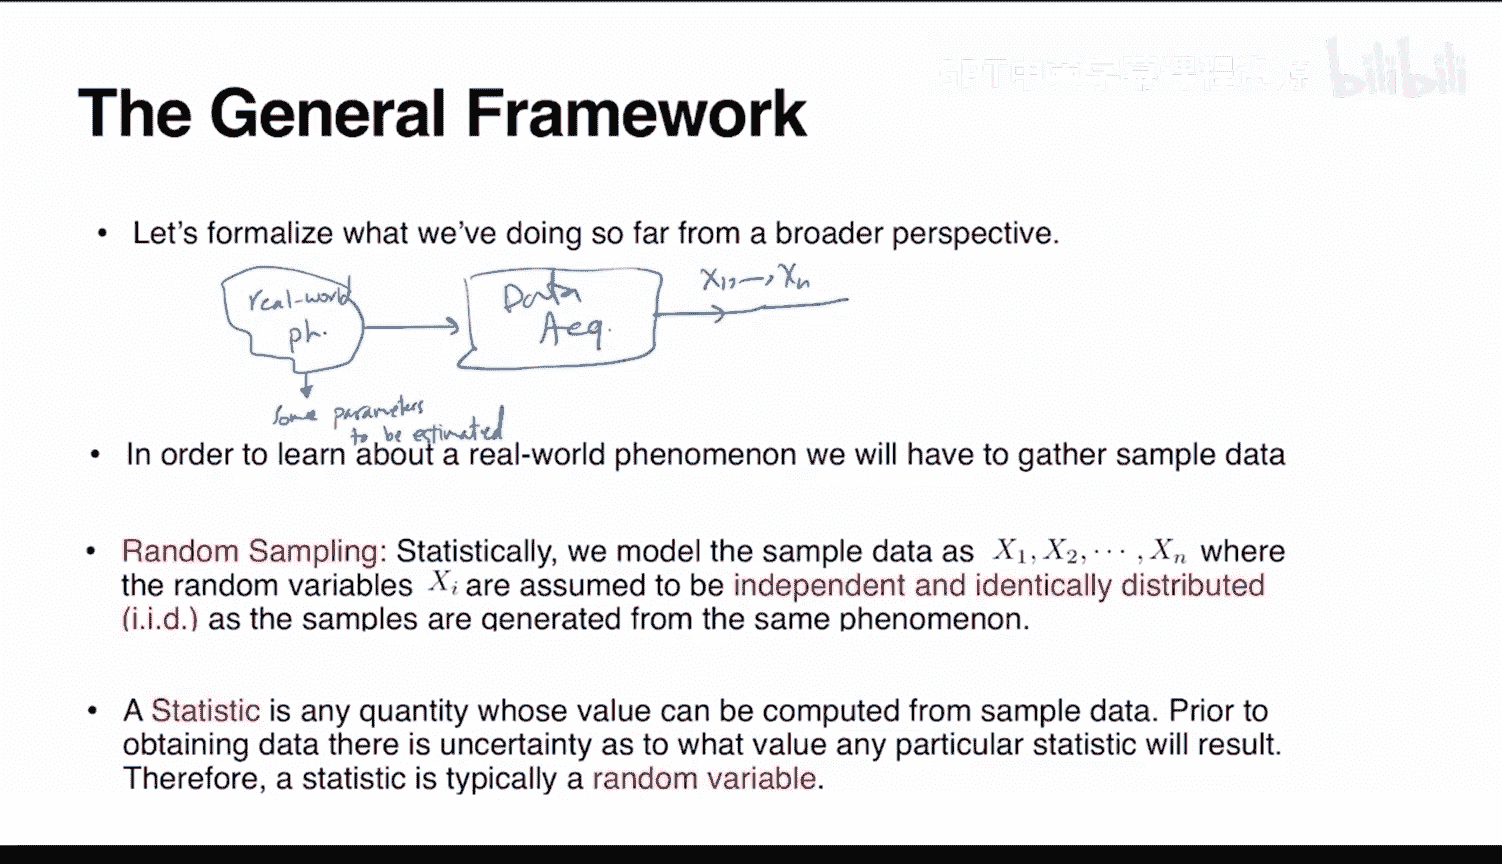 The General Framework
bilibili
• Let's formalize what we've doing so far from a broader perspective.
real-world
ph.
Data
Acq.
X₁, → Xₙ
some parameters
to be estimated
• In order to learn about a real-world phenomenon we will have to gather sample data
• Random Sampling: Statistically, we model the sample data as X₁, X₂, ⋯ , Xₙ where
the random variables Xᵢ are assumed to be independent and identically distributed
(i.i.d.) as the samples are generated from the same phenomenon.
• A Statistic is any quantity whose value can be computed from sample data. Prior to
obtaining data there is uncertainty as to what value any particular statistic will result.
Therefore, a statistic is typically a random variable.